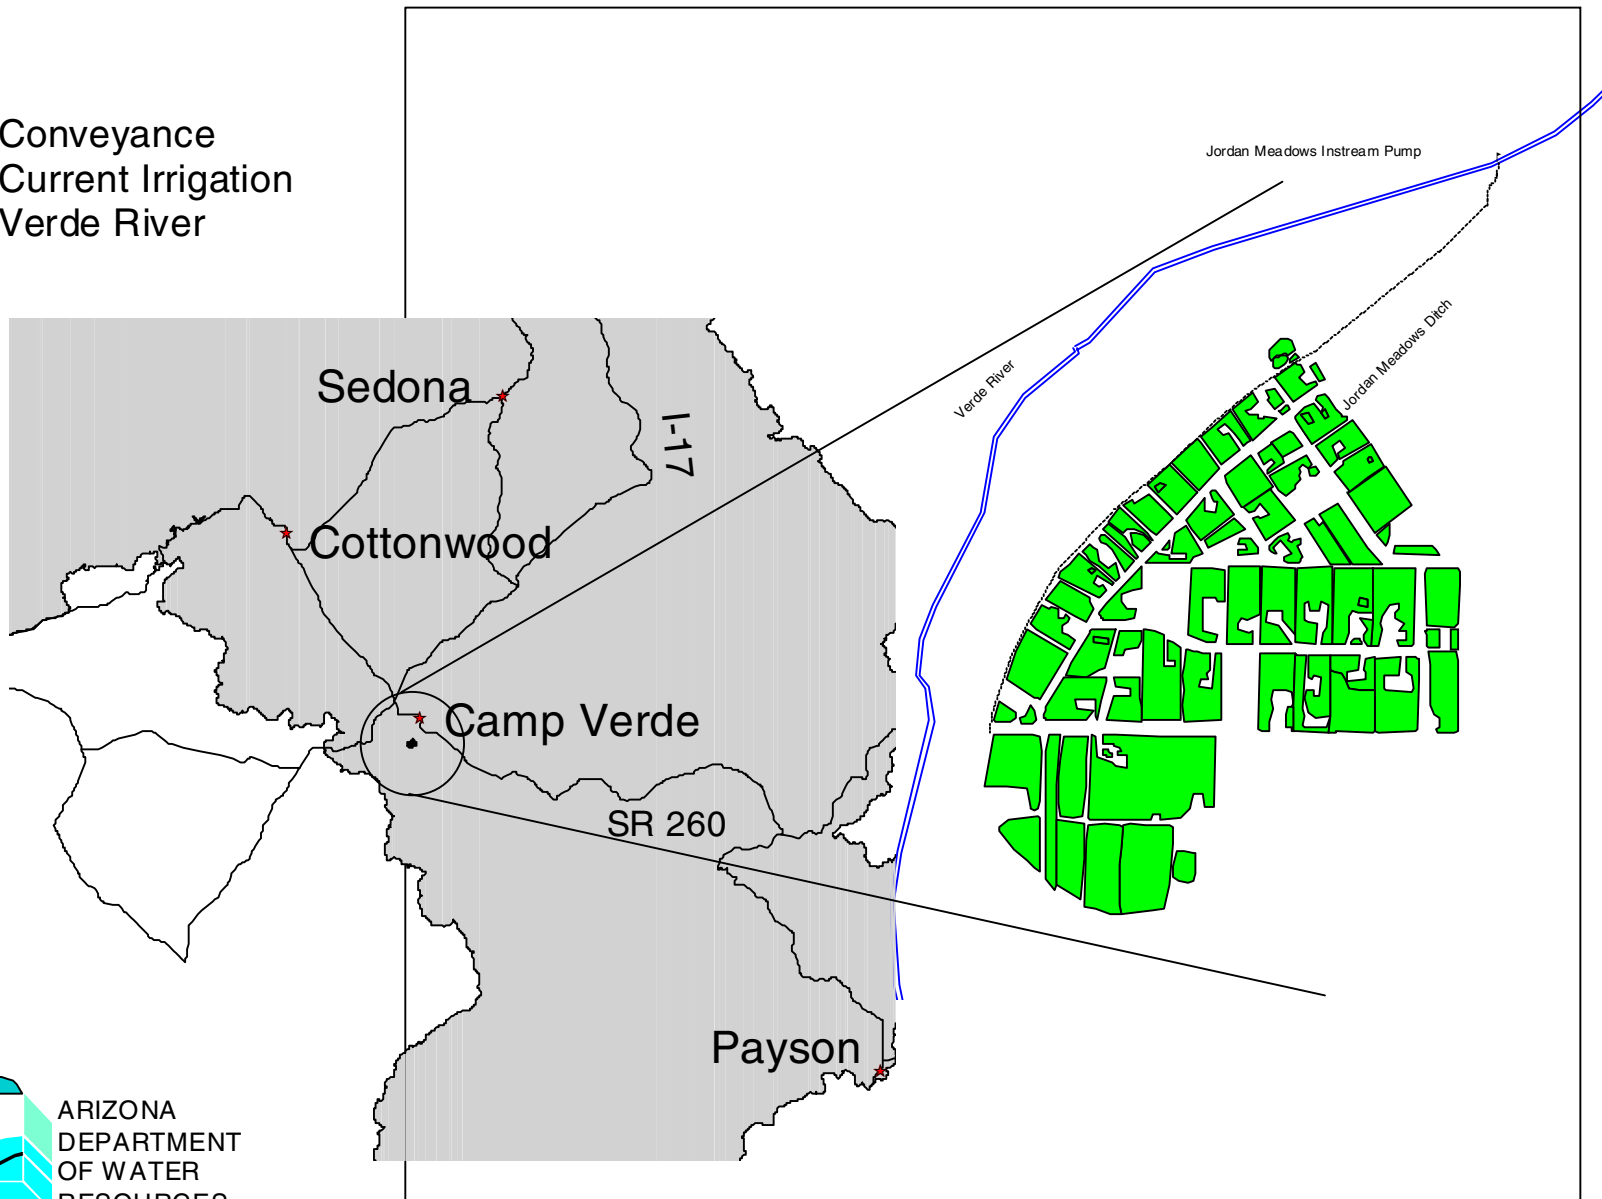 Conveyance
Current Irrigation
Verde River
Jordan Meadows Instream Pump
Jordan Meadows Ditch
Verde River
Sedona
I-17
Cottonwood
Camp Verde
SR 260
Payson
ARIZONA
DEPARTMENT
OF WATER
RESOURCES